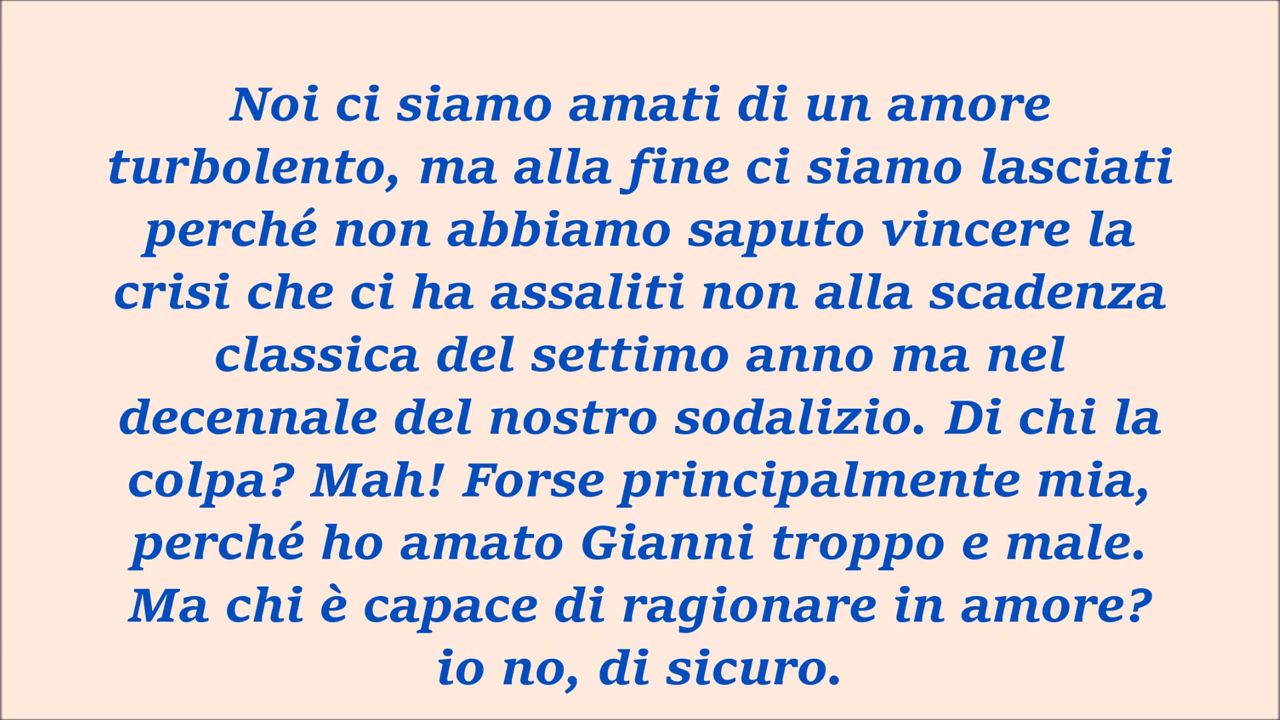 Noi ci siamo amati di un amore
turbolento, ma alla fine ci siamo lasciati
perché non abbiamo saputo vincere la
crisi che ci ha assaliti non alla scadenza
classica del settimo anno ma nel
decennale del nostro sodalizio. Di chi la
colpa? Mah! Forse principalmente mia,
perché ho amato Gianni troppo e male.
Ma chi è capace di ragionare in amore?
io no, di sicuro.